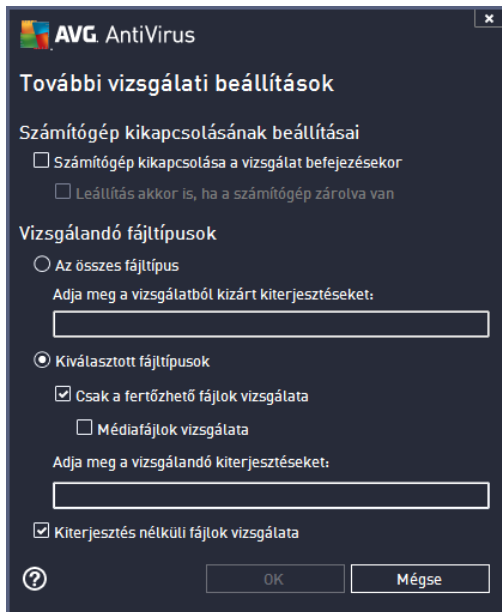 AVG AntiVirus
További vizsgálati beállítások
Számítógép kikapcsolásának beállításai
Számítógép kikapcsolása a vizsgálat befejezésekor
Leállítás akkor is, ha a számítógép zárolva van
Vizsgálandó fájltípusok
Az összes fájltípus
Adja meg a vizsgálatból kizárt kiterjesztéseket:
Kiválasztott fájltípusok
Csak a fertőzhető fájlok vizsgálata
Médiafájlok vizsgálata
Adja meg a vizsgálandó kiterjesztéseket:
Kiterjesztés nélküli fájlok vizsgálata
OK
Mégse